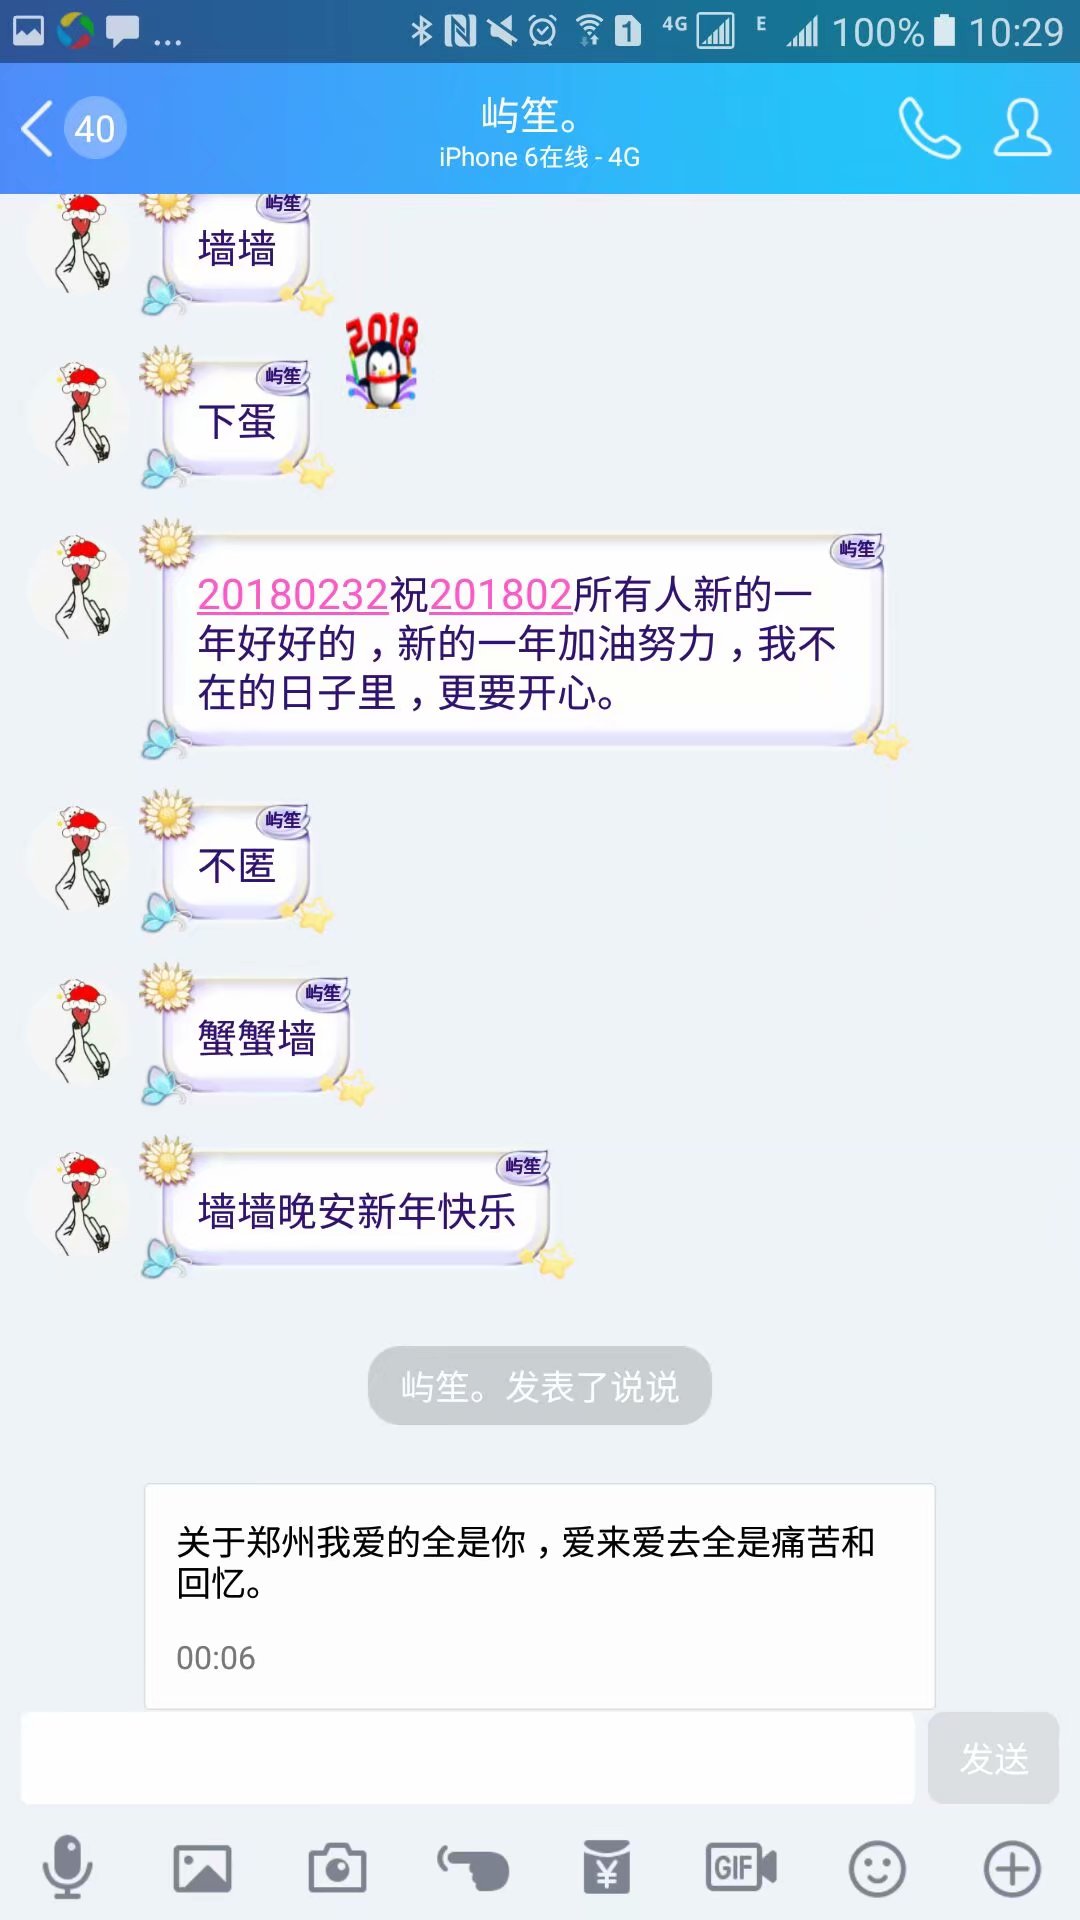 1 4G E 100% 10:29
40
屿笙。
iPhone 6在线 - 4G
屿笙
墙墙
2018
屿笙
下蛋
屿笙
20180232祝201802所有人新的一
年好好的，新的一年加油努力，我不
在的日子里，更要开心。
屿笙
不匿
屿笙
蟹蟹墙
屿笙
墙墙晚安新年快乐
屿笙。发表了说说
关于郑州我爱的全是你，爱来爱去全是痛苦和
回忆。
00:06
发送
¥
GIF